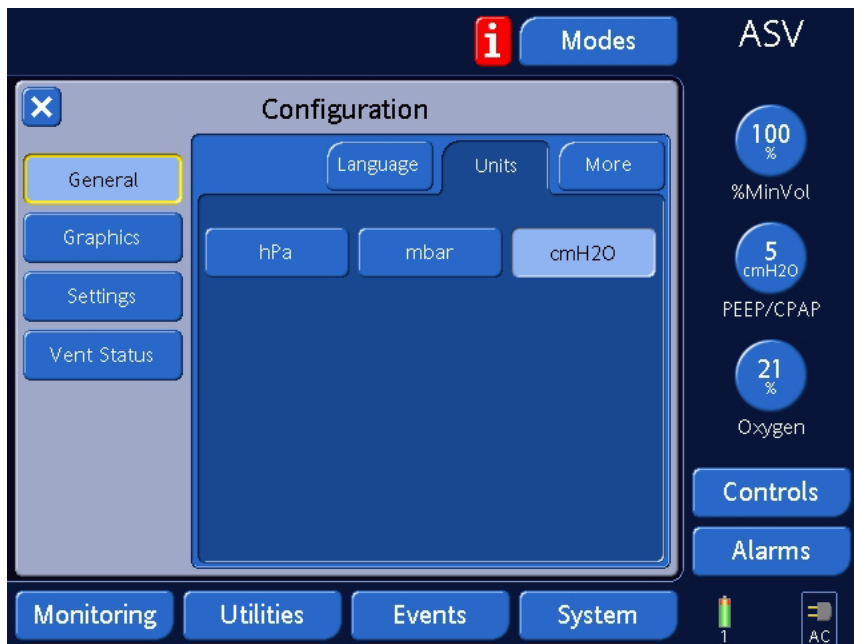 i
Modes
ASV
Configuration
Language
Units
More
General
Graphics
Settings
Vent Status
hPa
mbar
cmH2O
100
%
%MinVol
5
cmH2O
PEEP/CPAP
21
%
Oxygen
Controls
Alarms
Monitoring
Utilities
Events
System
1
AC